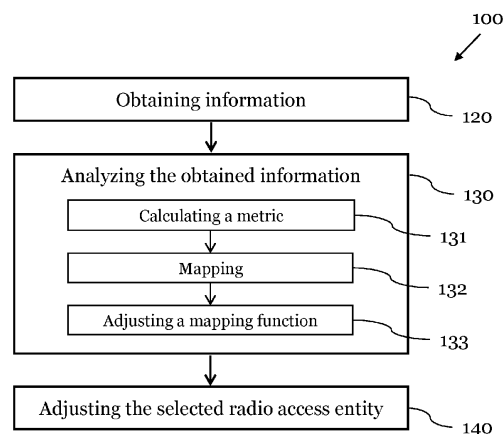 100
Obtaining information
120
Analyzing the obtained information
130
Calculating a metric
131
Mapping
132
Adjusting a mapping function
133
Adjusting the selected radio access entity
140